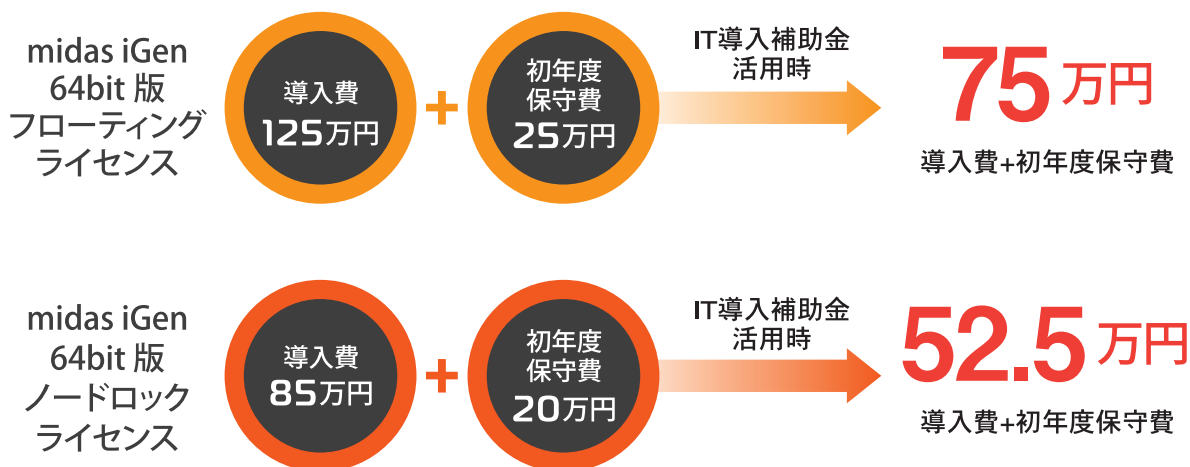 midas iGen
64bit 版
フローティング
ライセンス
導入費
125万円
+
初年度
保守費
25万円
IT導入補助金
活用時
75万円
導入費+初年度保守費
midas iGen
64bit 版
ノードロック
ライセンス
導入費
85万円
+
初年度
保守費
20万円
IT導入補助金
活用時
52.5万円
導入費+初年度保守費